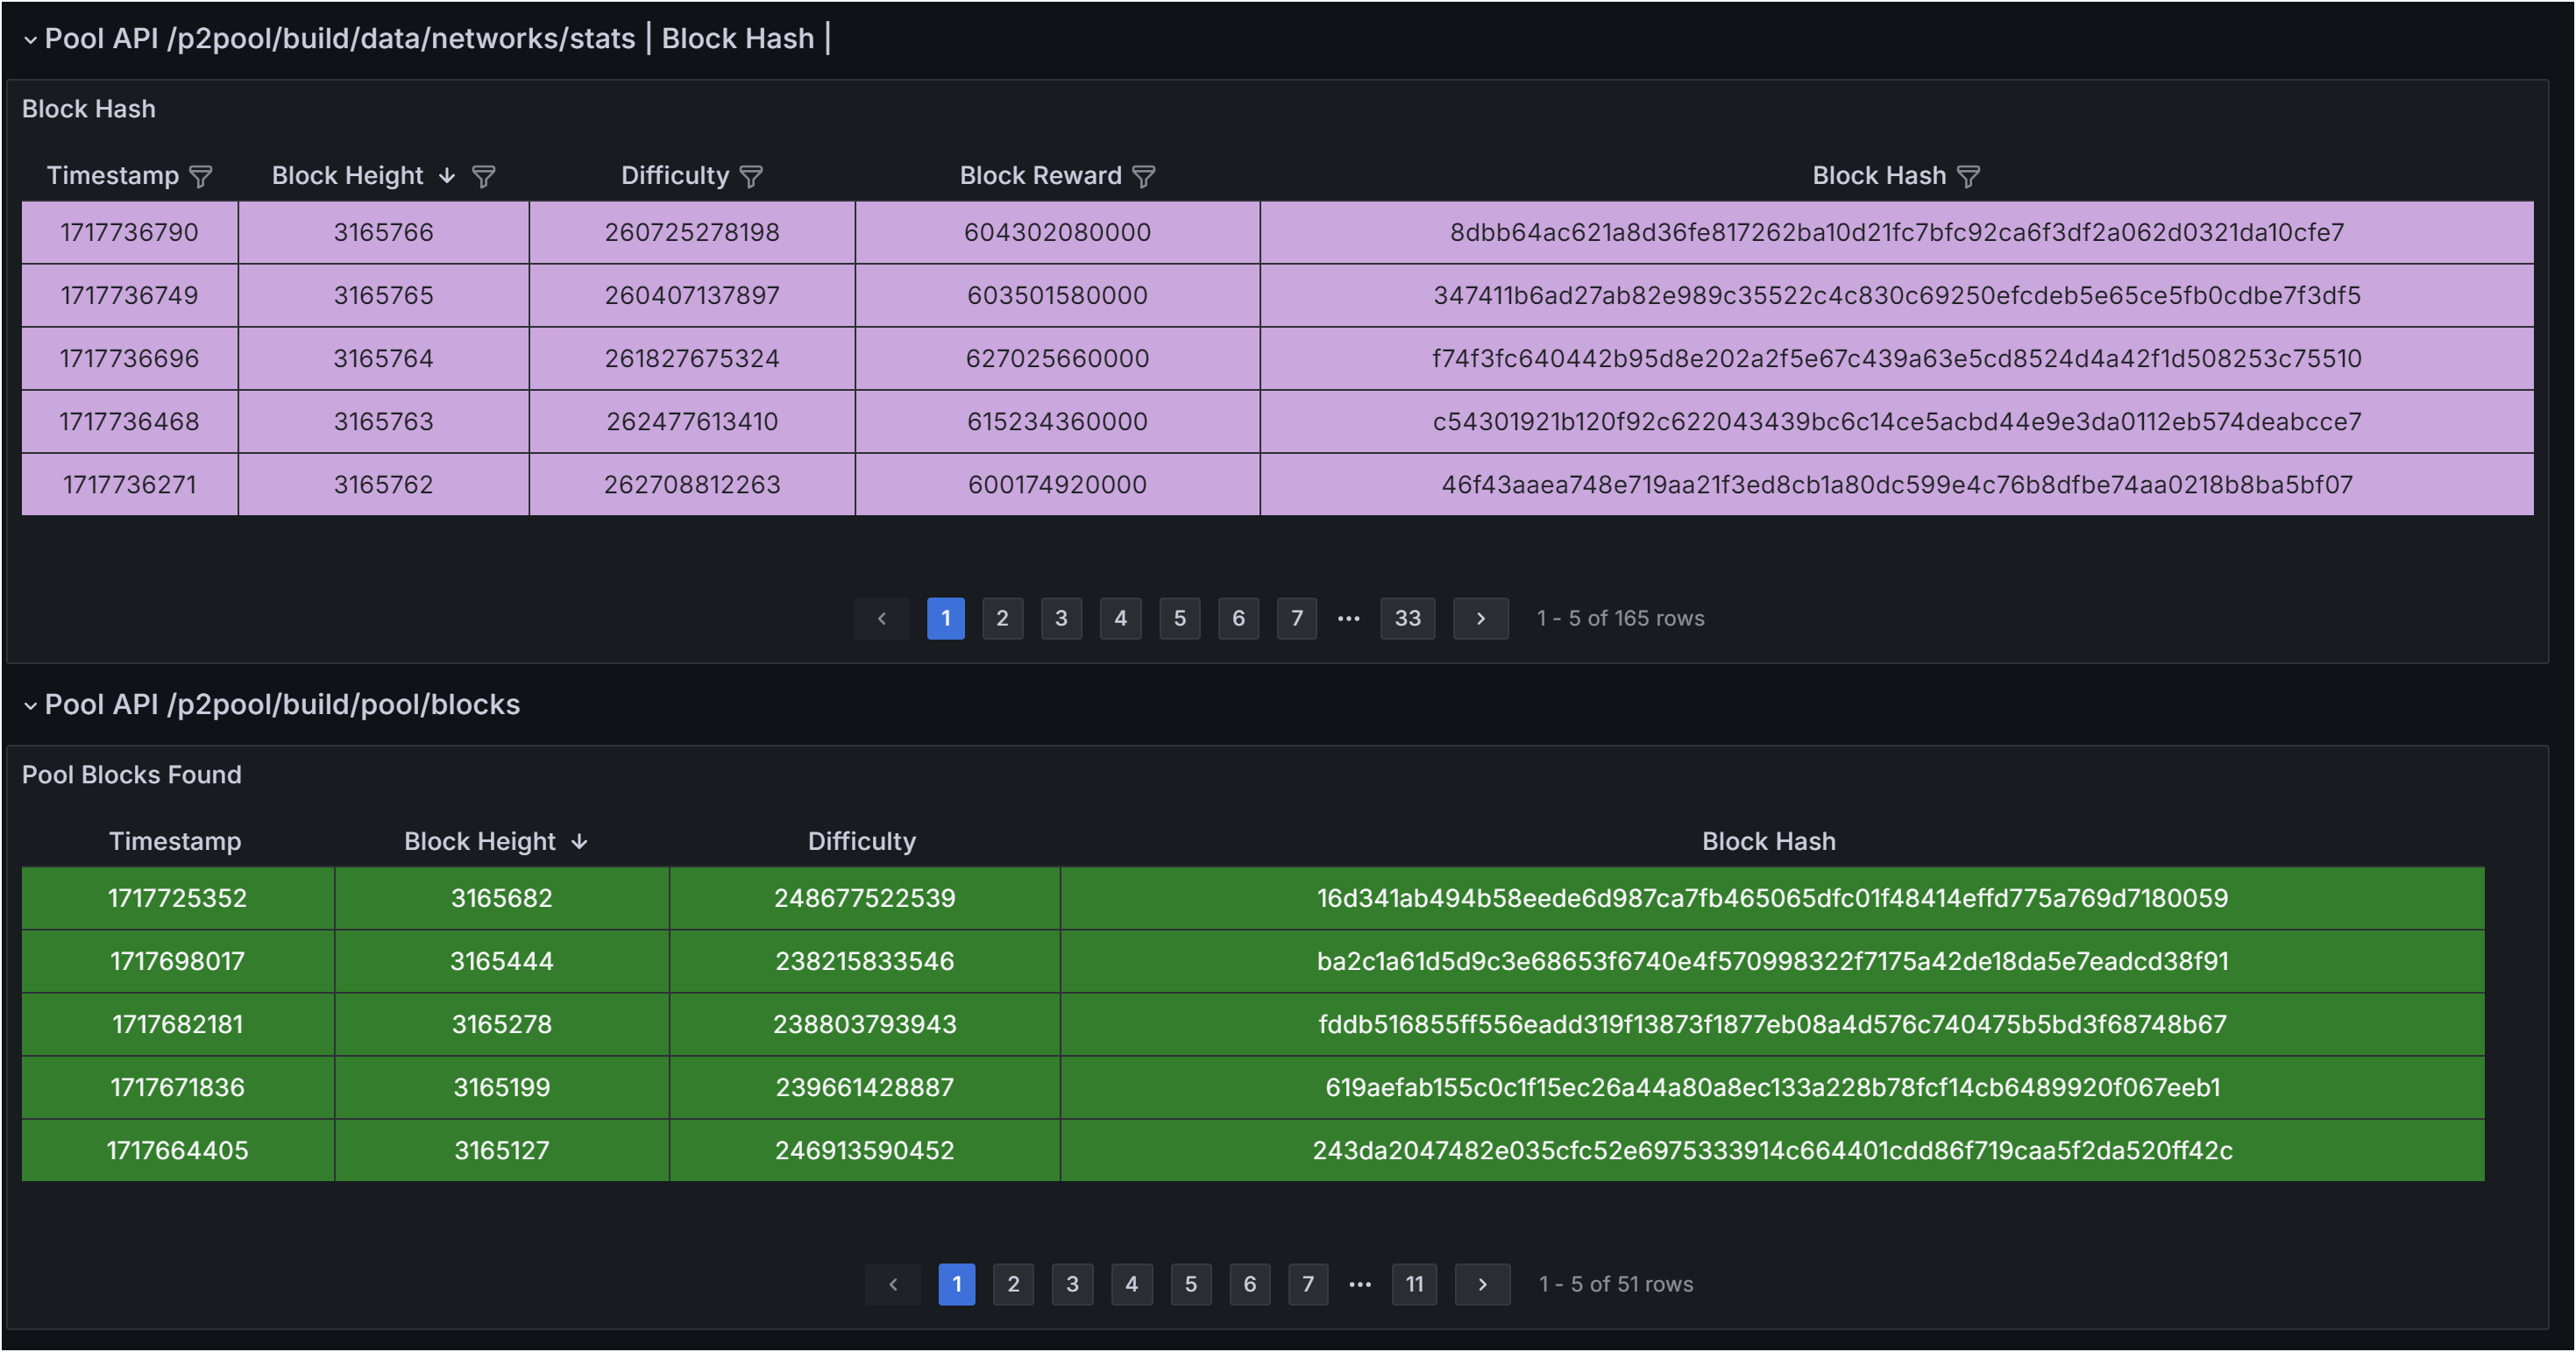 Pool API /p2pool/build/data/networks/stats | Block Hash |
Block Hash
Timestamp Block Height ↓ Difficulty Block Reward Block Hash
1717736790 3165766 260725278198 604302080000 8dbb64ac621a8d36fe817262ba10d21fc7bfc92ca6f3df2a062d0321da10cfe7
1717736749 3165765 260407137897 603501580000 347411b6ad27ab82e989c35522c4c830c69250efcdeb5e65ce5fb0cdbe7f3df5
1717736696 3165764 261827675324 627025660000 f74f3fc640442b95d8e202a2f5e67c439a63e5cd8524d4a42f1d508253c75510
1717736468 3165763 262477613410 615234360000 c54301921b120f92c622043439bc6c14ce5acbd44e9e3da0112eb574deabcce7
1717736271 3165762 262708812263 600174920000 46f43aaea748e719aa21f3ed8cb1a80dc599e4c76b8dfbe74aa0218b8ba5bf07
1 2 3 4 5 6 7 ••• 33 1 - 5 of 165 rows
Pool API /p2pool/build/pool/blocks
Pool Blocks Found
Timestamp Block Height ↓ Difficulty Block Hash
1717725352 3165682 248677522539 16d341ab494b58eede6d987ca7fb465065dfc01f48414effd775a769d7180059
1717698017 3165444 238215833546 ba2c1a61d5d9c3e68653f6740e4f570998322f7175a42de18da5e7eadcd38f91
1717682181 3165278 238803793943 fddb516855ff556eadd319f13873f1877eb08a4d576c740475b5bd3f68748b67
1717671836 3165199 239661428887 619aefab155c0c1f15ec26a44a80a8ec133a228b78fcf14cb6489920f067eeb1
1717664405 3165127 246913590452 243da2047482e035cfc52e6975333914c664401cdd86f719caa5f2da520ff42c
1 2 3 4 5 6 7 ••• 11 1 - 5 of 51 rows